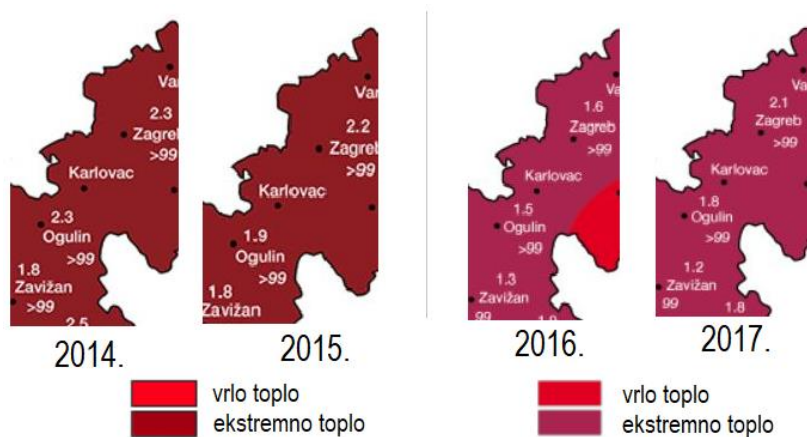 Va
2.3
Zagreb
>99
Karlovac
2.3
Ogulin
>99
1.8
Zavižan
>99
2.5
2014.
Va
2.2
Zagreb
>99
Karlovac
1.9
Ogulin
>99
1.8
Zavižan
2015.
vrlo toplo
ekstremno toplo
Va
1.6
Zagreb
>99
Karlovac
1.5
Ogulin
>99
1.3
Zavižan
99
2016.
Va
2.1
Zagreb
>99
Karlovac
1.8
Ogulin
>99
1.2
Zavižan
99
1.8
2017.
vrlo toplo
ekstremno toplo